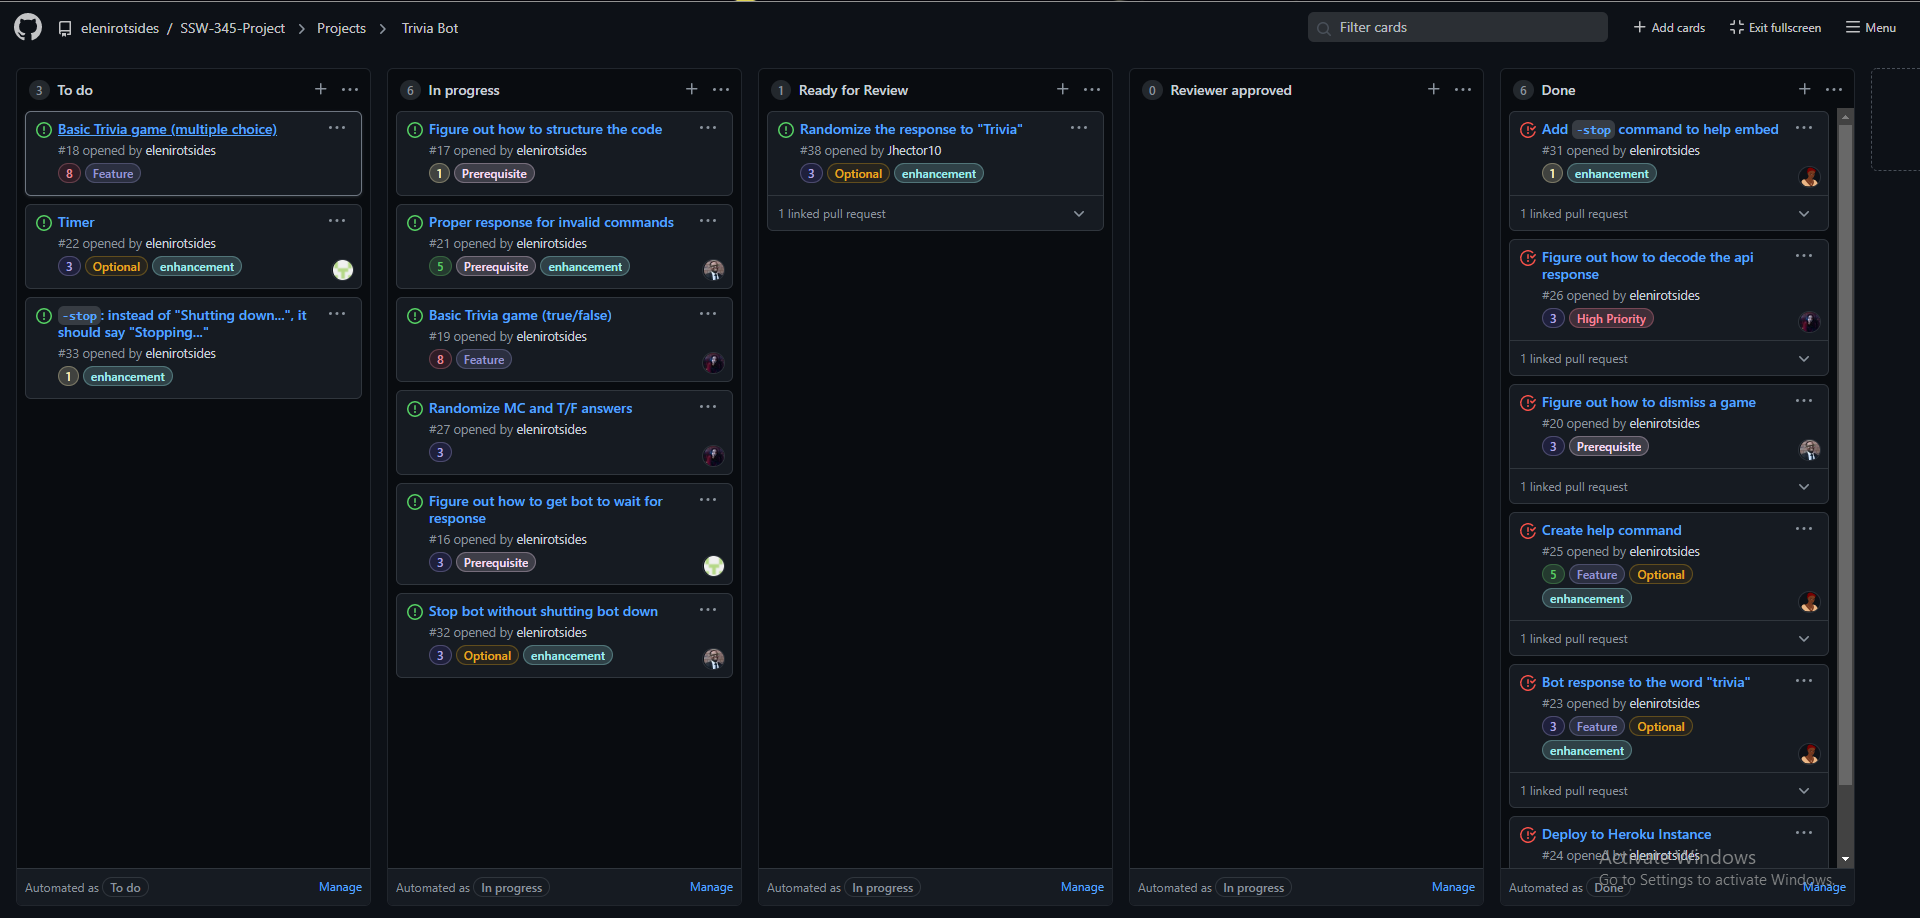 elenirotsides / SSW-345-Project > Projects > Trivia Bot
Filter cards
Add cards
Exit fullscreen
Menu
3 To do
Basic Trivia game (multiple choice)
#18 opened by elenirotsides
8 Feature
Timer
#22 opened by elenirotsides
3 Optional enhancement
-stop: instead of "Shutting down...", it
should say "Stopping..."
#33 opened by elenirotsides
1 enhancement
Automated as To do
Manage
6 In progress
Figure out how to structure the code
#17 opened by elenirotsides
1 Prerequisite
Proper response for invalid commands
#21 opened by elenirotsides
5 Prerequisite enhancement
Basic Trivia game (true/false)
#19 opened by elenirotsides
8 Feature
Randomize MC and T/F answers
#27 opened by elenirotsides
3
Figure out how to get bot to wait for
response
#16 opened by elenirotsides
3 Prerequisite
Stop bot without shutting bot down
#32 opened by elenirotsides
3 Optional enhancement
Automated as In progress
Manage
1 Ready for Review
Randomize the response to "Trivia"
#38 opened by Jhector10
3 Optional enhancement
1 linked pull request
Automated as In progress
Manage
0 Reviewer approved
Automated as In progress
Manage
6 Done
Add -stop command to help embed
#31 opened by elenirotsides
1 enhancement
1 linked pull request
Figure out how to decode the api
response
#26 opened by elenirotsides
3 High Priority
1 linked pull request
Figure out how to dismiss a game
#20 opened by elenirotsides
3 Prerequisite
1 linked pull request
Create help command
#25 opened by elenirotsides
5 Feature Optional
enhancement
1 linked pull request
Bot response to the word "trivia"
#23 opened by elenirotsides
3 Feature Optional
enhancement
1 linked pull request
Deploy to Heroku Instance
#24 opened by elenirotsides
Automated as Done
Manage
Activate Windows
Go to Settings to activate Windows.